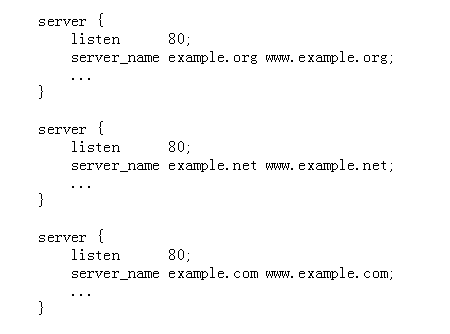 server {
    listen      80;
    server_name example.org www.example.org;
    ...
}

server {
    listen      80;
    server_name example.net www.example.net;
    ...
}

server {
    listen      80;
    server_name example.com www.example.com;
    ...
}